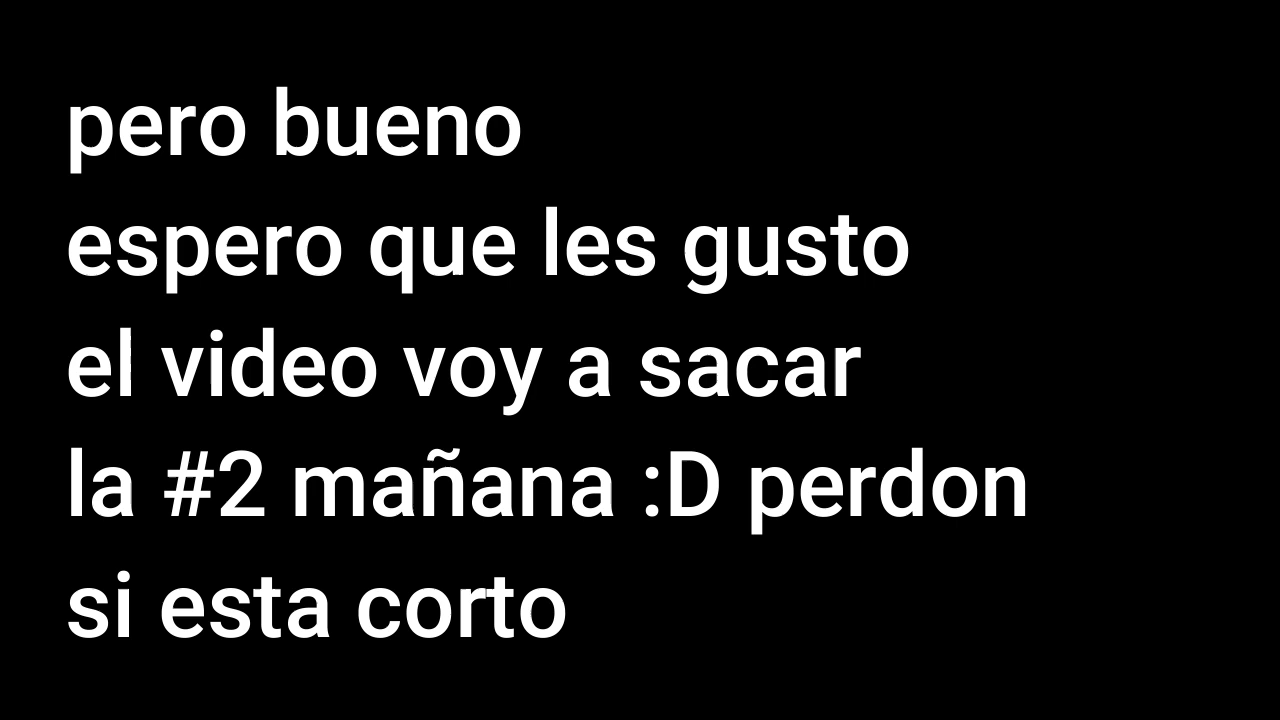 pero bueno
espero que les gusto
el video voy a sacar
la #2 mañana :D perdon
si esta corto